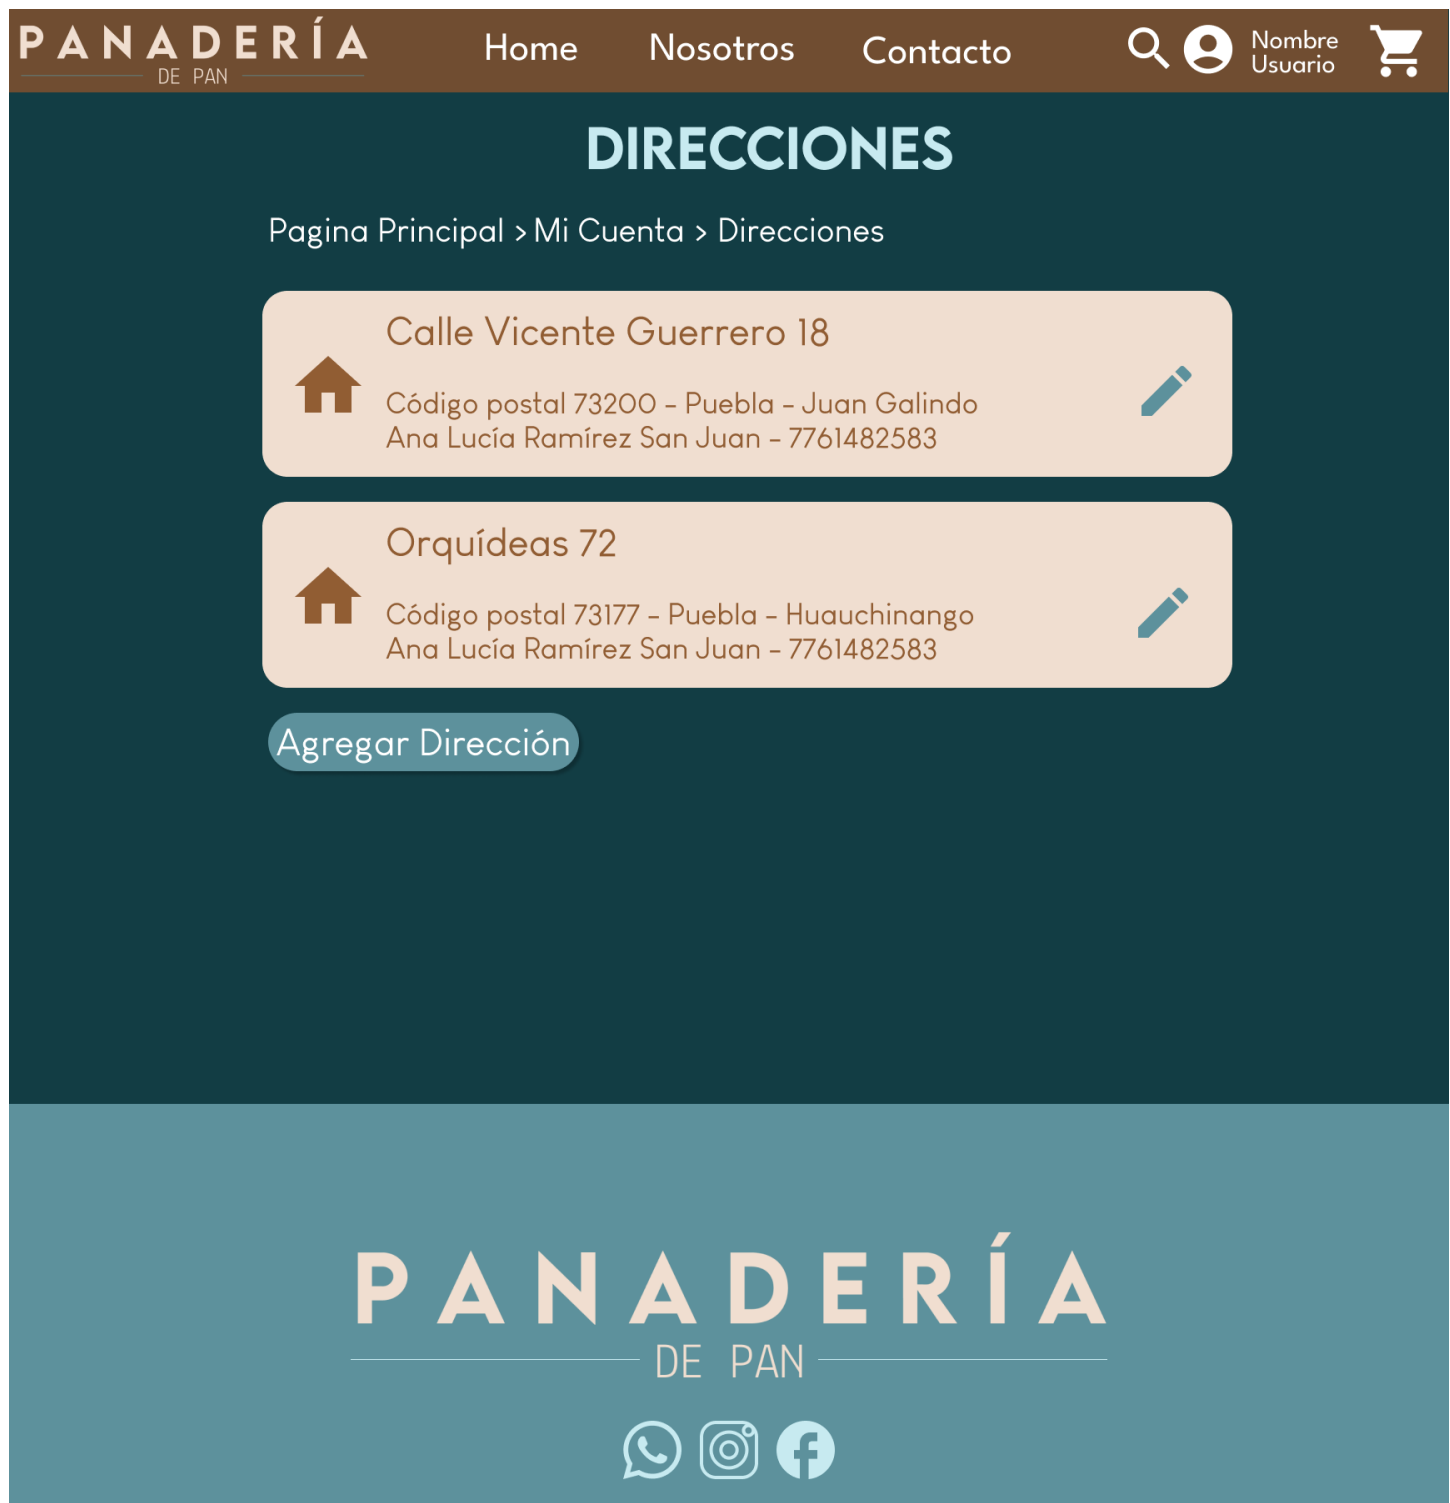 PANADERÍA
DE PAN
Home
Nosotros
Contacto
Nombre
Usuario
DIRECCIONES
Pagina Principal > Mi Cuenta > Direcciones
Calle Vicente Guerrero 18
Código postal 73200 - Puebla - Juan Galindo
Ana Lucía Ramírez San Juan - 7761482583
Orquídeas 72
Código postal 73177 - Puebla - Huauchinango
Ana Lucía Ramírez San Juan - 7761482583
Agregar Dirección
PANADERÍA
DE PAN